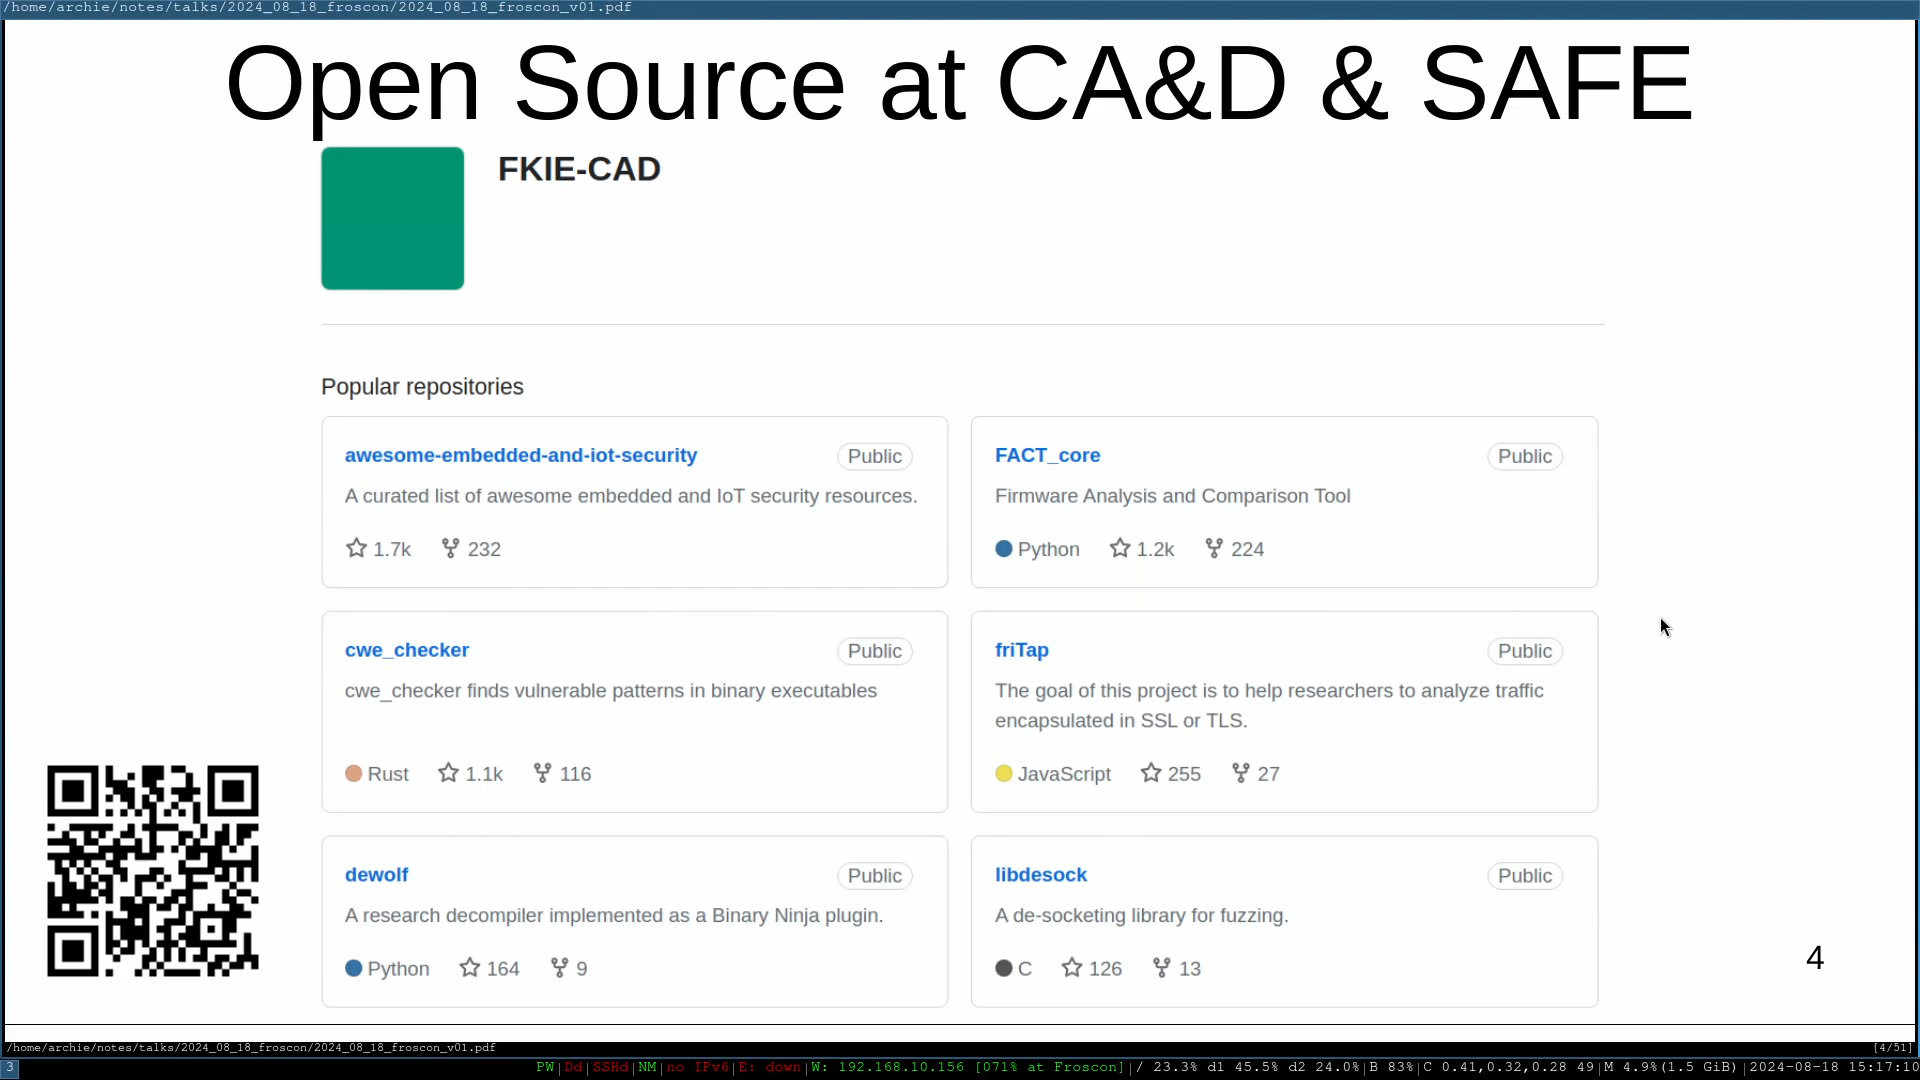 /home/archie/notes/talks/2024_08_18_froscon/2024_08_18_froscon_v01.pdf
Open Source at CA&D & SAFE
FKIE-CAD
Popular repositories
awesome-embedded-and-iot-security Public
A curated list of awesome embedded and IoT security resources.
1.7k 232
FACT_core Public
Firmware Analysis and Comparison Tool
Python 1.2k 224
cwe_checker Public
cwe_checker finds vulnerable patterns in binary executables
Rust 1.1k 116
friTap Public
The goal of this project is to help researchers to analyze traffic
encapsulated in SSL or TLS.
JavaScript 255 27
dewolf Public
A research decompiler implemented as a Binary Ninja plugin.
Python 164 9
libdesock Public
A de-socketing library for fuzzing.
C 126 13
4
/home/archie/notes/talks/2024_08_18_froscon/2024_08_18_froscon_v01.pdf [4/51]
3 PW|Dd|SSHd|NM|no IPv6|E: down|W: 192.168.10.156 [071% at Froscon]|/ 23.3% d1 45.5% d2 24.0%|B 83%|C 0.41,0.32,0.28 49|M 4.9%(1.5 GiB)|2024-08-18 15:17:10